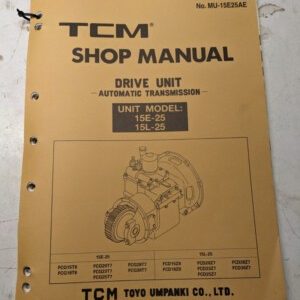 No. MU-15E25AE
TCM
SHOP MANUAL
DRIVE UNIT
—AUTOMATIC TRANSMISSION—
UNIT MODEL:
15E-25
15L-25
15E-25
15L-25
TCM TOYO UMPANKI CO., LTD.